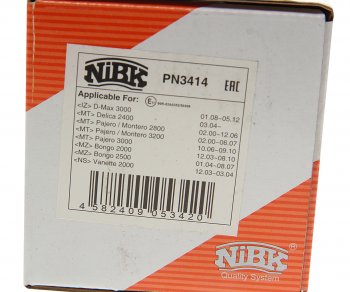 NiBK PN3414 EAC
Applicable For:
<IZ> D-Max 3000 01.08-05.12
<MT> Delica 2400 03.04-
<MT> Pajero / Montero 2800 02.00-12.06
<MT> Pajero / Montero 3200 02.00-06.07
<MT> Pajero 3000 10.06-09.10
<MZ> Bongo 2000 12.03-08.10
<MZ> Bongo 2500 01.04-08.07
<NS> Vanette 2000 12.03-03.04
4 582409 053420
NiBK
Quality System